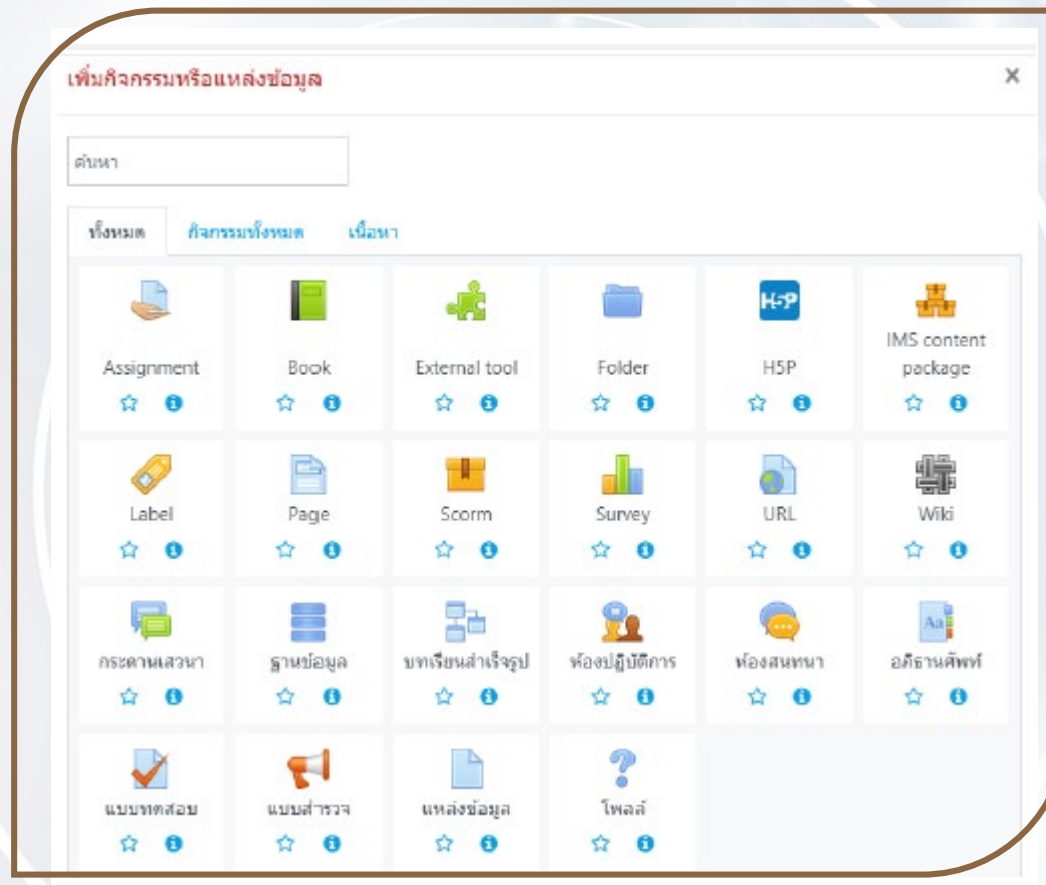 เพิ่มกิจกรรมหรือแหล่งข้อมูล
ค้นหา
ทั้งหมด กิจกรรมทั้งหมด เนื้อหา
Assignment Book External tool Folder H5P IMS content package
Label Page Scorm Survey URL Wiki
กระดานเสวนา ฐานข้อมูล บทเรียนสำเร็จรูป ห้องปฏิบัติการ ห้องสนทนา อภิธานศัพท์
แบบทดสอบ แบบสำรวจ แหล่งข้อมูล โพลล์